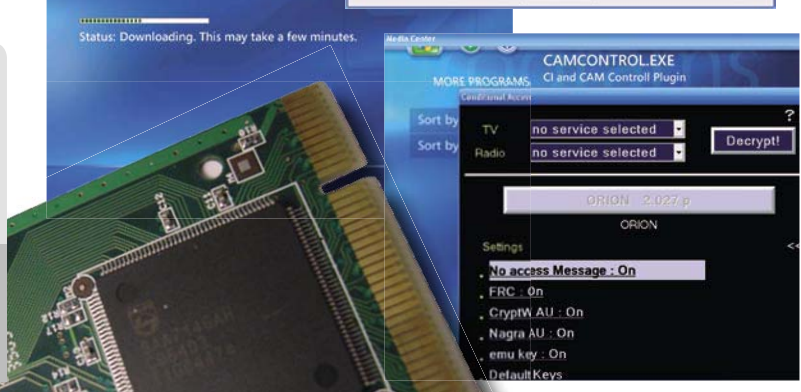 Status: Downloading. This may take a few minutes.
Media Center
CAMCONTROL.EXE
MORE PROGRAMS
CI and CAM Controll Plugin
Conditional Access
?
Sort by
TV
no service selected
Decrypt!
Sort by
Radio
no service selected
ORION 2.027 p
ORION
Settings
<<
No access Message : On
FRC : On
CryptW AU : On
Nagra AU : On
emu key : On
Default Keys